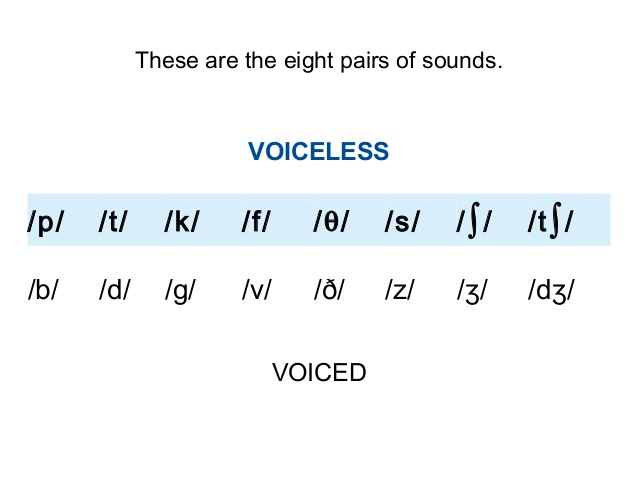 These are the eight pairs of sounds.
VOICELESS
/p/ /t/ /k/ /f/ /θ/ /s/ /ʃ/ /tʃ/
/b/ /d/ /g/ /v/ /ð/ /z/ /ʒ/ /dʒ/
VOICED